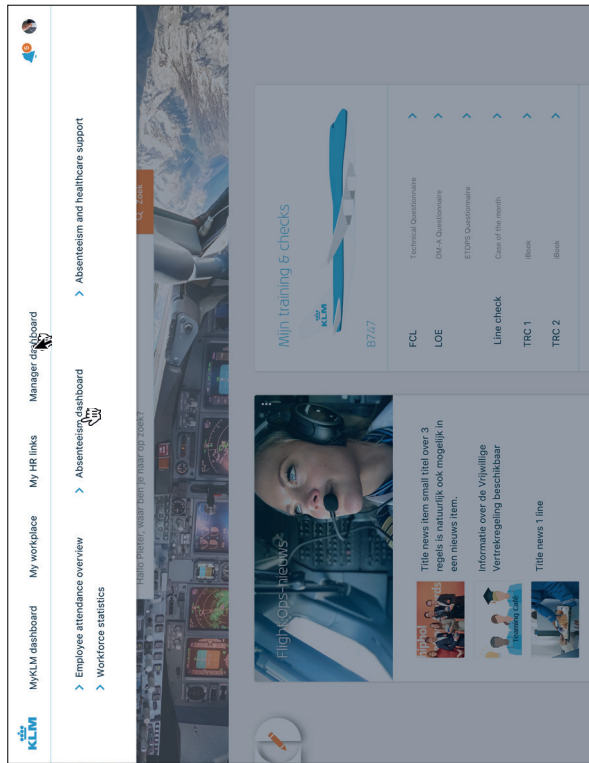 KLM
MyKLM dashboard
My workplace
My HR links
Manager dashboard
5
Employee attendance overview
Absenteeism dashboard
Absenteeism and healthcare support
Workforce statistics
Hallo Pieter, waar ben je naar op zoek?
Zoek
Flight ops-nieuws
Title news item small titel over 3
regels is natuurlijk ook mogelijk in
een nieuws item.
Informatie over de Vrijwillige
Vertrekregeling beschikbaar
Title news 1 line
Mijn training & checks
KLM
B747
FCL
Technical Questionnaire
LOE
OM-A Questionnaire
ETOPS Questionnaire
Line check
Case of the month
TRC 1
iBook
TRC 2
iBook